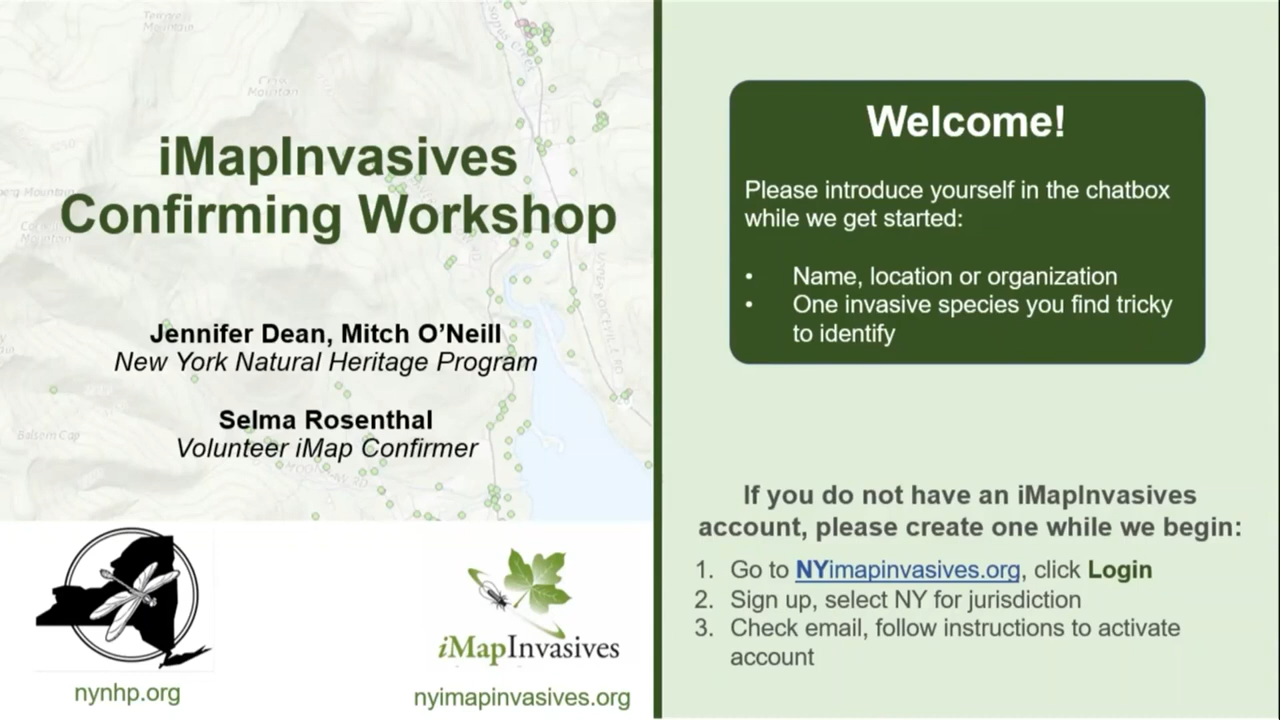 Terrace
Mountain
iMapInvasives
Confirming Workshop
Jennifer Dean, Mitch O'Neill
New York Natural Heritage Program
Selma Rosenthal
Volunteer iMap Confirmer
Balsam Cap
nynhp.org
iMapInvasives
nyimapinvasives.org
Welcome!
Please introduce yourself in the chatbox
while we get started:
• Name, location or organization
• One invasive species you find tricky
to identify
If you do not have an iMapInvasives
account, please create one while we begin:
1. Go to NYimapinvasives.org, click Login
2. Sign up, select NY for jurisdiction
3. Check email, follow instructions to activate
account